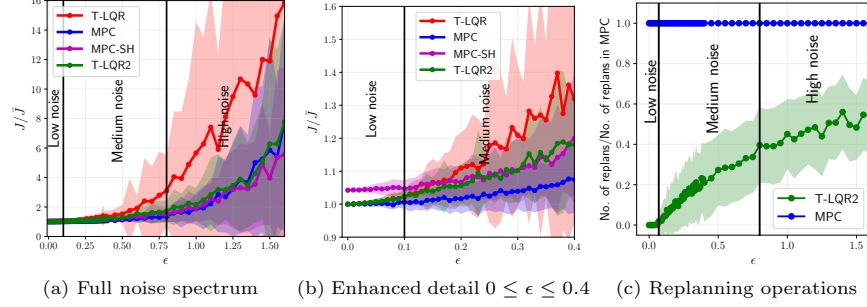 16
14
12
10
8
6
4
2
0
J/J̄
T-LQR
MPC
MPC-SH
T-LQR2
Low noise
Medium noise
High noise
0.00 0.25 0.50 0.75 1.00 1.25 1.50
ϵ
(a) Full noise spectrum
1.6
1.5
1.4
1.3
1.2
1.1
1.0
0.9
J/J̄
T-LQR
MPC
MPC-SH
T-LQR2
Low noise
Medium noise
0.0 0.1 0.2 0.3 0.4
ϵ
(b) Enhanced detail 0 ≤ ϵ ≤ 0.4
1.0
0.8
0.6
0.4
0.2
0.0
No. of replans/No. of replans in MPC
Low noise
Medium noise
High noise
T-LQR2
MPC
0.0 0.5 1.0 1.5
ϵ
(c) Replanning operations